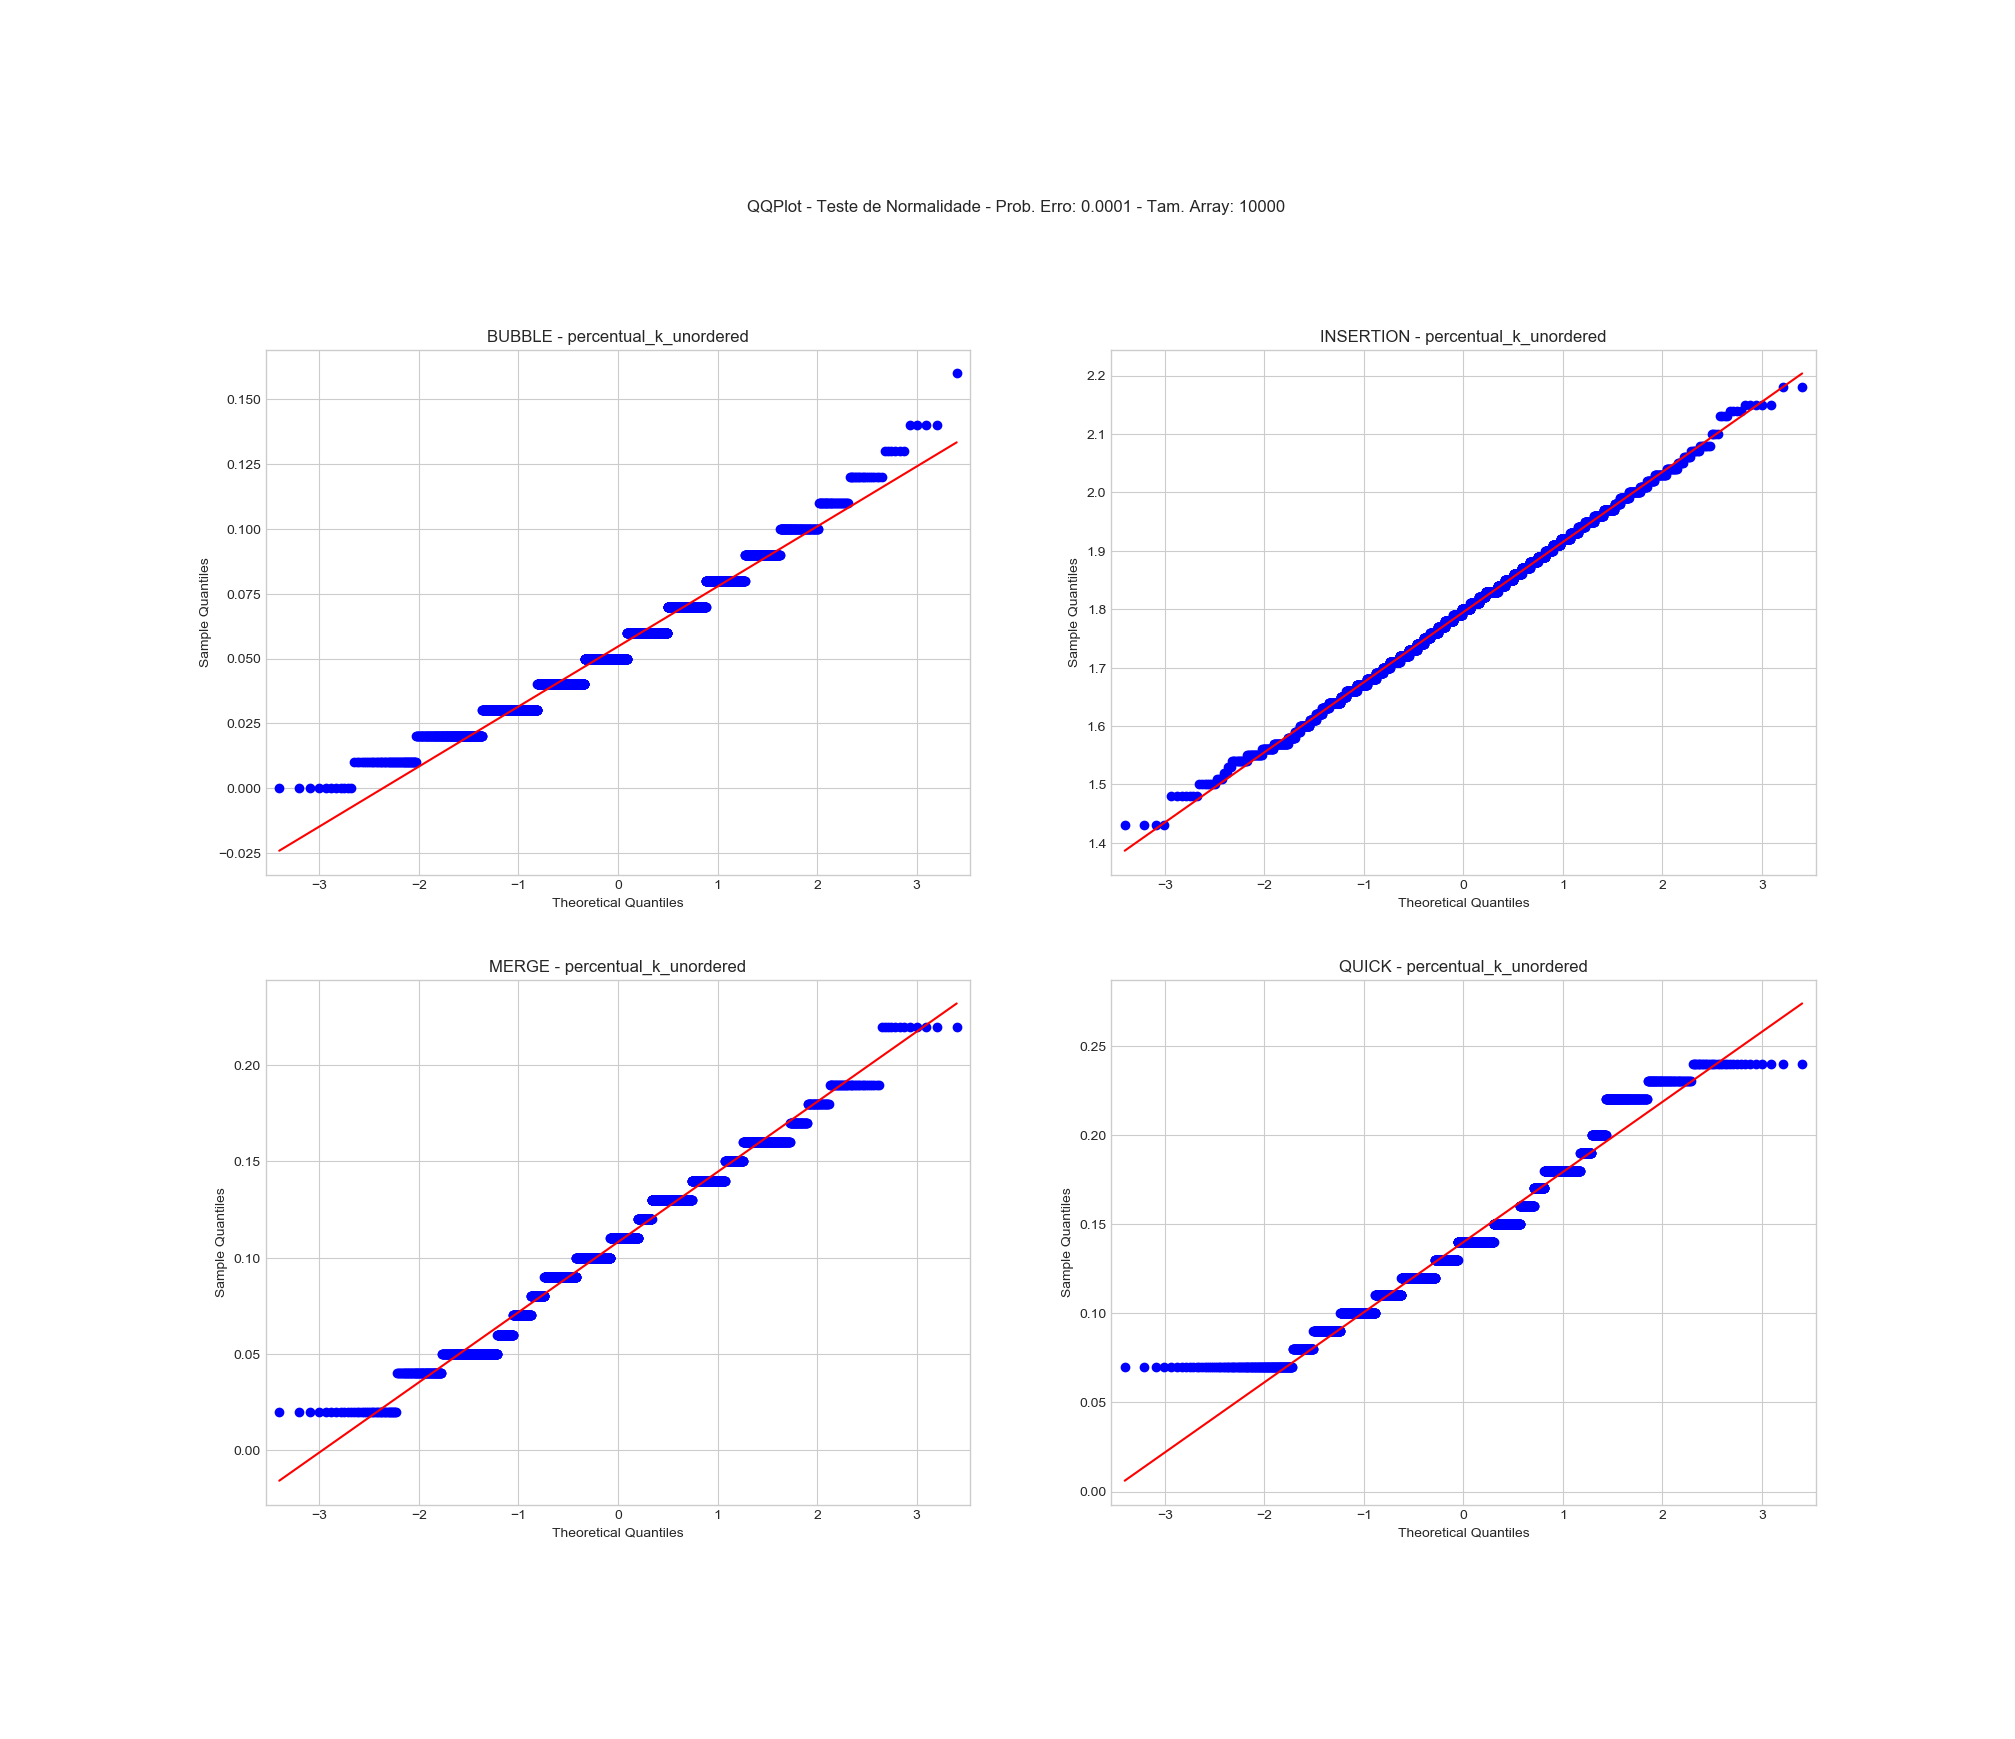 QQPlot - Teste de Normalidade - Prob. Erro: 0.0001 - Tam. Array: 10000
BUBBLE - percentual_k_unordered
0.150
0.125
0.100
0.075
0.050
0.025
0.000
−0.025
Sample Quantiles
−3 −2 −1 0 1 2 3
Theoretical Quantiles
INSERTION - percentual_k_unordered
2.2
2.1
2.0
1.9
1.8
1.7
1.6
1.5
1.4
Sample Quantiles
−3 −2 −1 0 1 2 3
Theoretical Quantiles
MERGE - percentual_k_unordered
0.20
0.15
0.10
0.05
0.00
Sample Quantiles
−3 −2 −1 0 1 2 3
Theoretical Quantiles
QUICK - percentual_k_unordered
0.25
0.20
0.15
0.10
0.05
0.00
Sample Quantiles
−3 −2 −1 0 1 2 3
Theoretical Quantiles